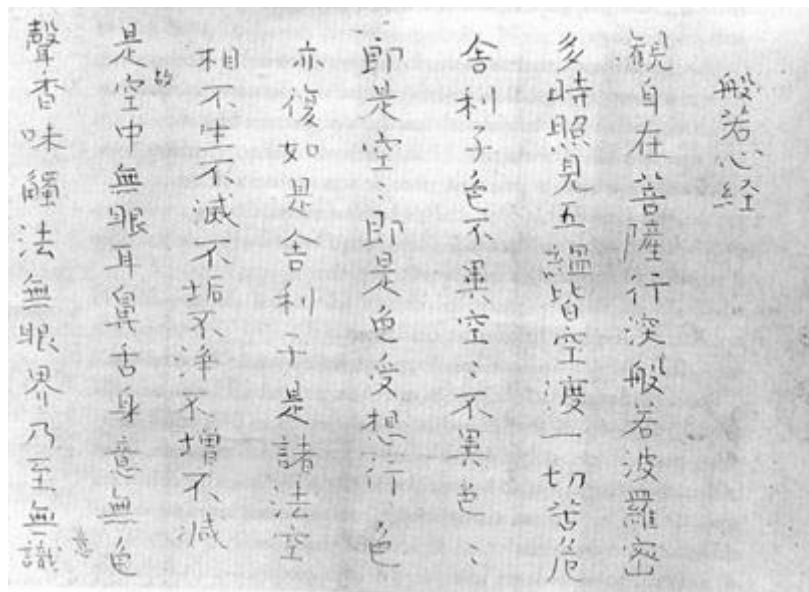 般若心経
観自在菩薩行深般若波羅密
多時照見五蘊皆空渡一切苦厄
舎利子色不異空、不異色、
即是空、即是色受想行色
亦復如是舎利子是諸法空
相不生不滅不垢不浄不増不減
是故空中無眼耳鼻舌身意無色
聲香味觸法無眼界乃至無意識